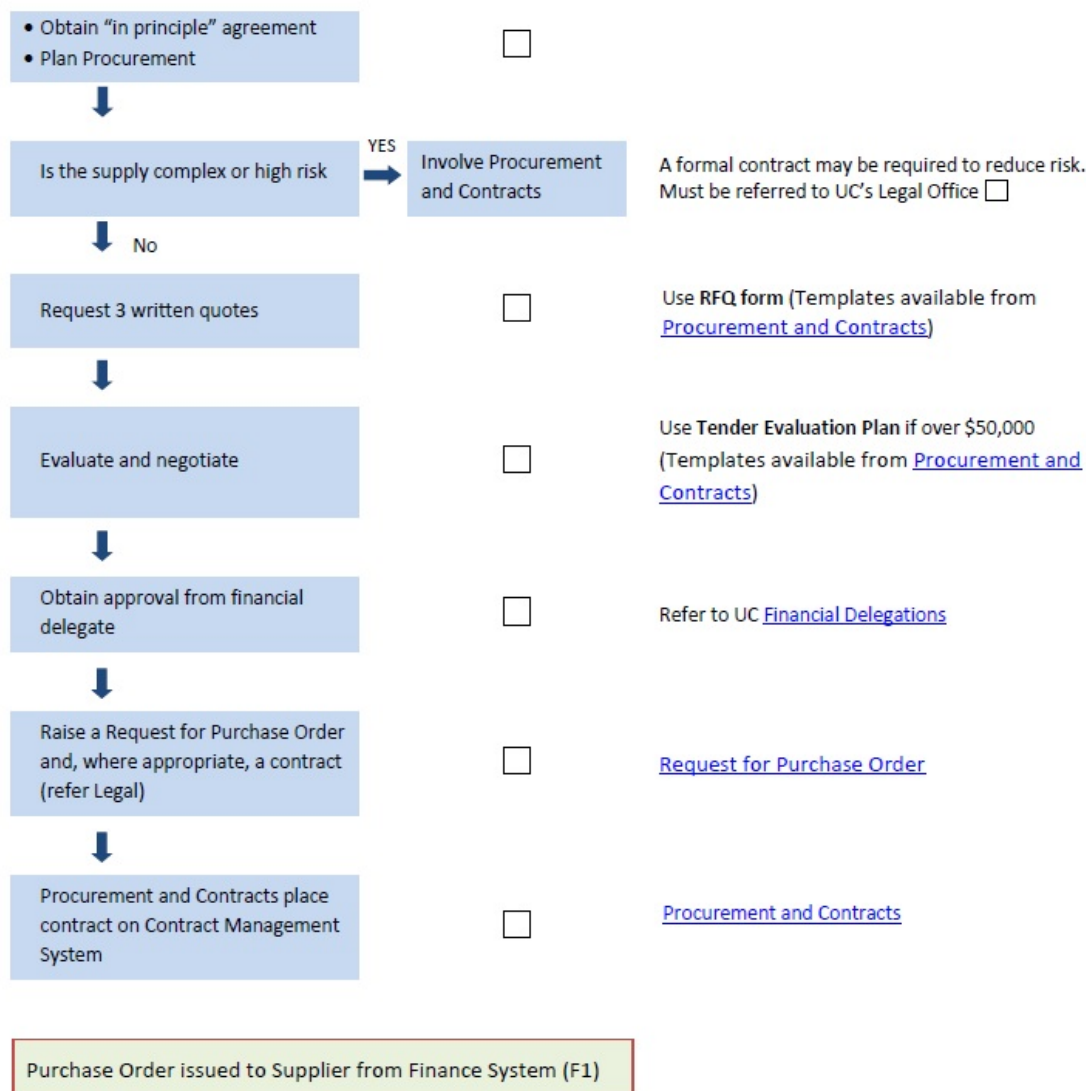 • Obtain “in principle” agreement
• Plan Procurement
Is the supply complex or high risk
YES
Involve Procurement
and Contracts
A formal contract may be required to reduce risk.
Must be referred to UC’s Legal Office
No
Request 3 written quotes
Use RFQ form (Templates available from
Procurement and Contracts)
Evaluate and negotiate
Use Tender Evaluation Plan if over $50,000
(Templates available from Procurement and
Contracts)
Obtain approval from financial
delegate
Refer to UC Financial Delegations
Raise a Request for Purchase Order
and, where appropriate, a contract
(refer Legal)
Request for Purchase Order
Procurement and Contracts place
contract on Contract Management
System
Procurement and Contracts
Purchase Order issued to Supplier from Finance System (F1)